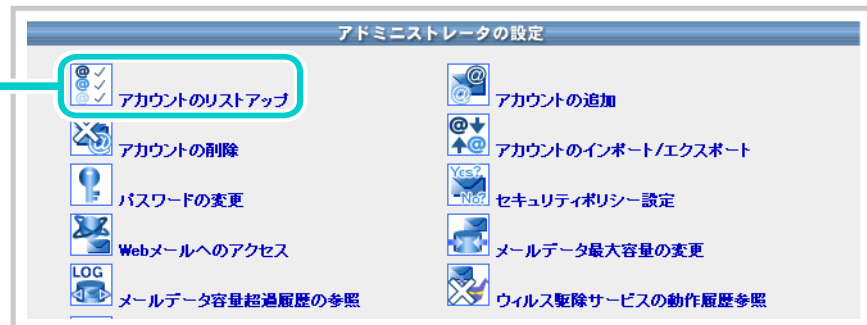 アドミニストレータの設定
アカウントのリストアップ
アカウントの追加
アカウントの削除
アカウントのインポート/エクスポート
パスワードの変更
Yes?
No?
セキュリティポリシー設定
Webメールへのアクセス
メールデータ最大容量の変更
LOG
メールデータ容量超過履歴の参照
ウィルス駆除サービスの動作履歴参照